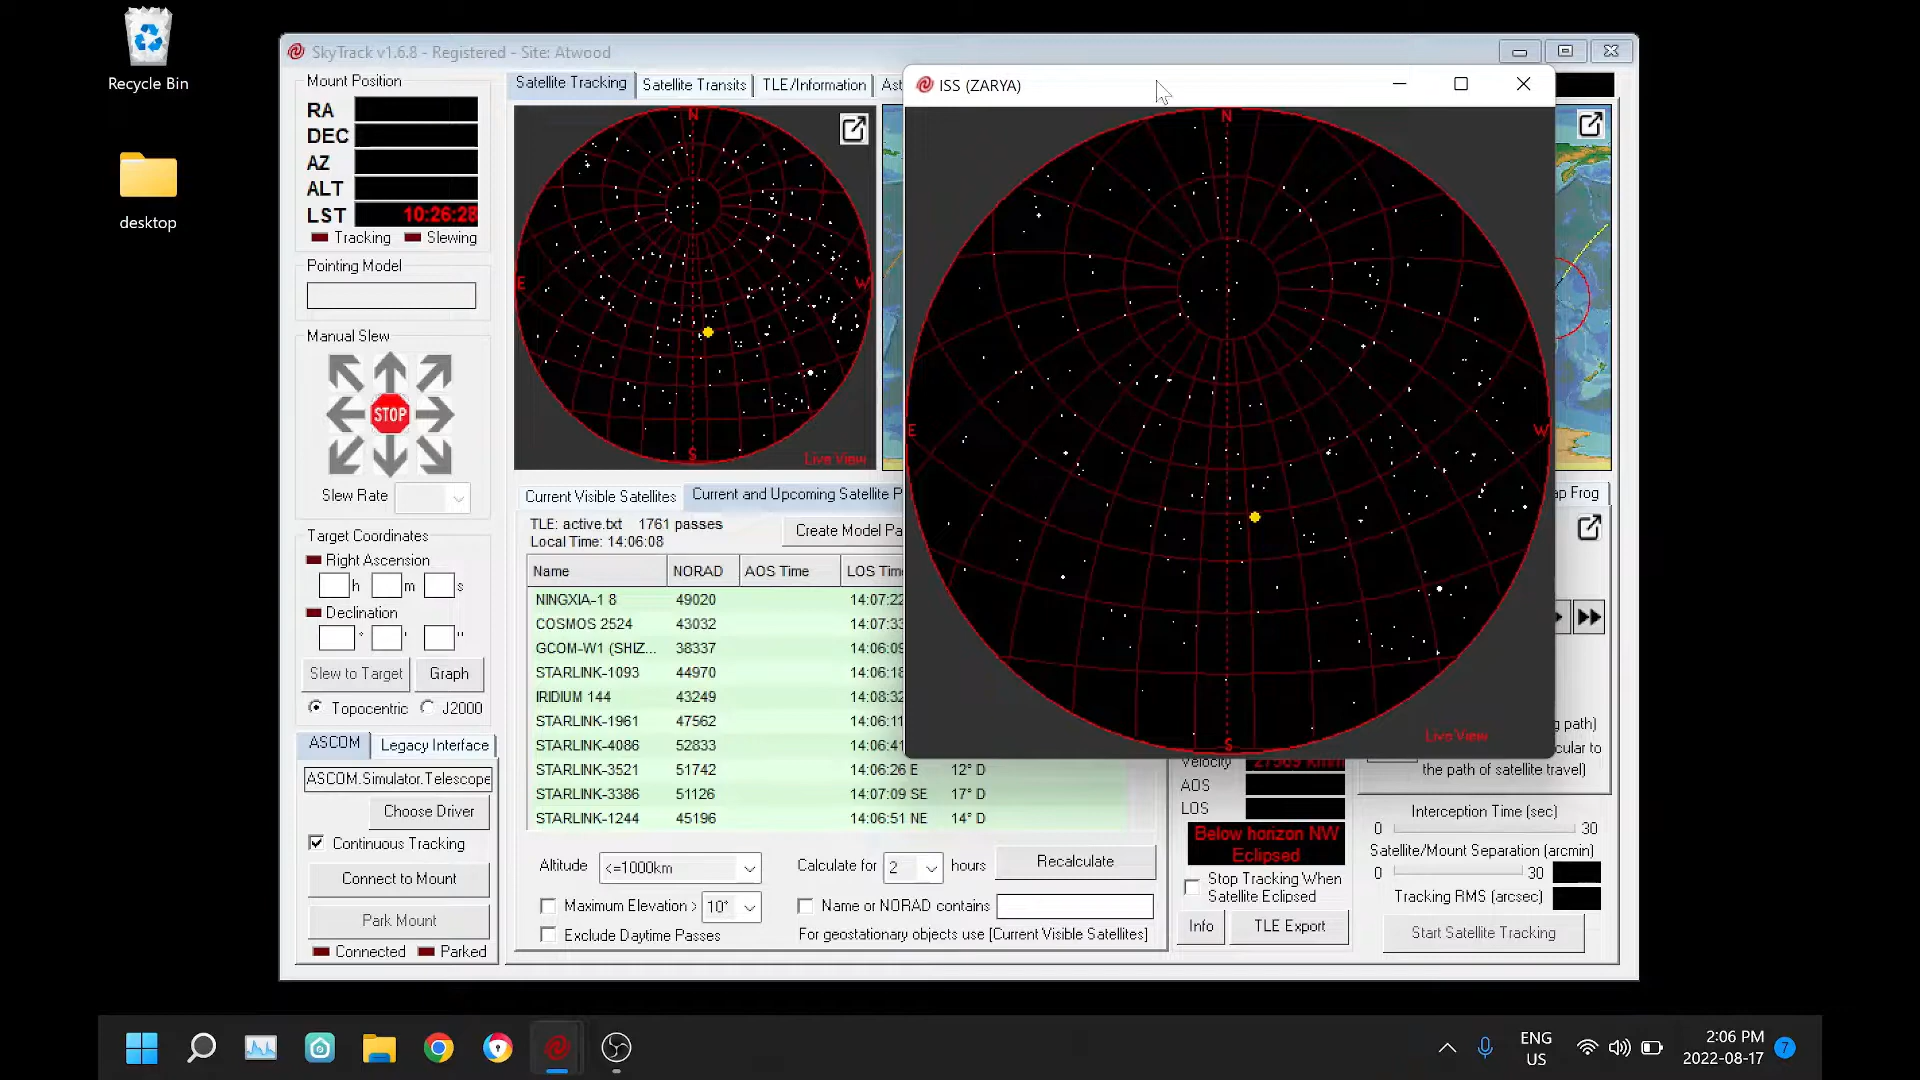 Recycle Bin
desktop
SkyTrack v1.6.8 - Registered - Site: Atwood
Mount Position
RA
DEC
AZ
ALT
LST 10:26:28
Tracking Slewing
Pointing Model
Manual Slew
STOP
Slew Rate
Target Coordinates
Right Ascension
h m s
Declination
° ' "
Slew to Target Graph
Topocentric J2000
ASCOM Legacy Interface
ASCOM.Simulator.Telescope
Choose Driver
Continuous Tracking
Connect to Mount
Park Mount
Connected Parked
Satellite Tracking Satellite Transits TLE/Information Ast
N
E
W
S
Live View
ISS (ZARYA)
N
E
W
S
Live View
Current Visible Satellites Current and Upcoming Satellite P
TLE: active.txt 1761 passes
Local Time: 14:06:08
Create Model Pa
Name NORAD AOS Time LOS Tim
NINGXIA-1 8 49020 14:07:22
COSMOS 2524 43032 14:07:33
GCOM-W1 (SHIZ... 38337 14:06:09
STARLINK-1093 44970 14:06:18
IRIDIUM 144 43249 14:08:32
STARLINK-1961 47562 14:06:11
STARLINK-4086 52833 14:06:41
STARLINK-3521 51742 14:06:26 E 12° D
STARLINK-3386 51126 14:07:09 SE 17° D
STARLINK-1244 45196 14:06:51 NE 14° D
Altitude <=1000km Calculate for 2 hours Recalculate
Maximum Elevation > 10° Name or NORAD contains
Exclude Daytime Passes For geostationary objects use [Current Visible Satellites]
Velocity
AOS
LOS
Below horizon NW
Eclipsed
Stop Tracking When
Satellite Eclipsed
Info TLE Export
ap Frog
g path)
cular to
the path of satellite travel)
Interception Time (sec)
0 30
Satellite/Mount Separation (arcmin)
0 30
Tracking RMS (arcsec)
Start Satellite Tracking
ENG
US
2:06 PM
2022-08-17
7